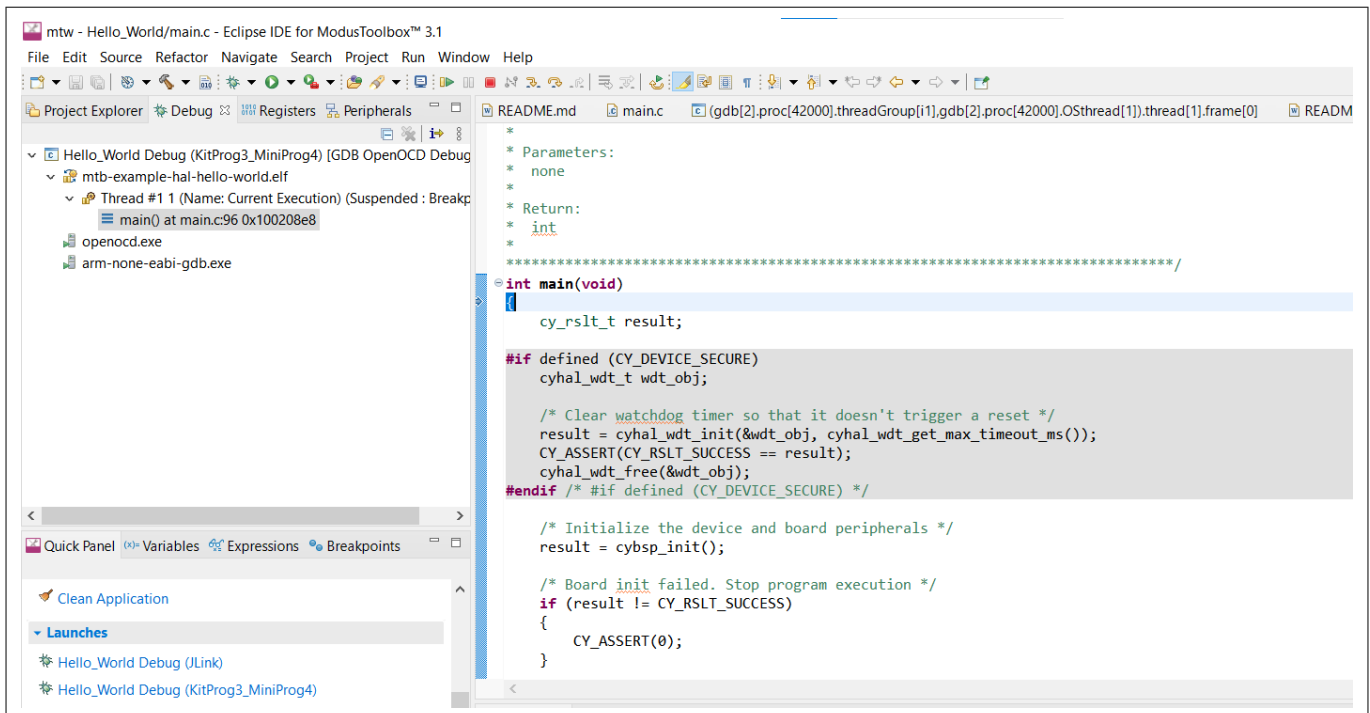 mtw - Hello_World/main.c - Eclipse IDE for ModusToolbox™ 3.1
File Edit Source Refactor Navigate Search Project Run Window Help
Project Explorer Debug Registers Peripherals
README.md main.c (gdb[2].proc[42000].threadGroup[i1],gdb[2].proc[42000].OSthread[1]).thread[1].frame[0] READM
Hello_World Debug (KitProg3_MiniProg4) [GDB OpenOCD Debug
mtb-example-hal-hello-world.elf
Thread #1 1 (Name: Current Execution) (Suspended : Breakp
main() at main.c:96 0x100208e8
openocd.exe
arm-none-eabi-gdb.exe
*
* Parameters:
*  none
*
* Return:
*  int
*
*******************************************************************************/
int main(void)
{
    cy_rslt_t result;
#if defined (CY_DEVICE_SECURE)
    cyhal_wdt_t wdt_obj;
    /* Clear watchdog timer so that it doesn't trigger a reset */
    result = cyhal_wdt_init(&wdt_obj, cyhal_wdt_get_max_timeout_ms());
    CY_ASSERT(CY_RSLT_SUCCESS == result);
    cyhal_wdt_free(&wdt_obj);
#endif /* #if defined (CY_DEVICE_SECURE) */
    /* Initialize the device and board peripherals */
    result = cybsp_init();
    /* Board init failed. Stop program execution */
    if (result != CY_RSLT_SUCCESS)
    {
        CY_ASSERT(0);
    }
Quick Panel (x)= Variables Expressions Breakpoints
Clean Application
Launches
Hello_World Debug (JLink)
Hello_World Debug (KitProg3_MiniProg4)